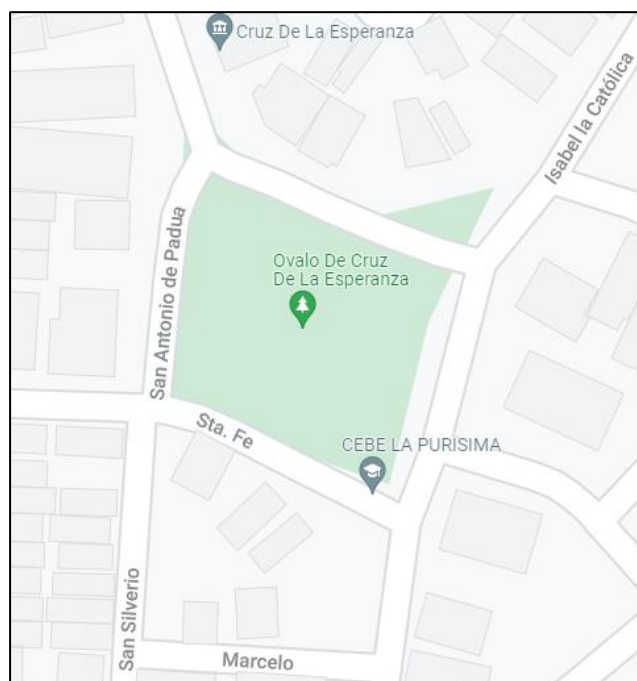 Cruz De La Esperanza
Isabel la Católica
San Antonio de Padua
Ovalo De Cruz
De La Esperanza
Sta. Fe
CEBE LA PURISIMA
San Silverio
Marcelo